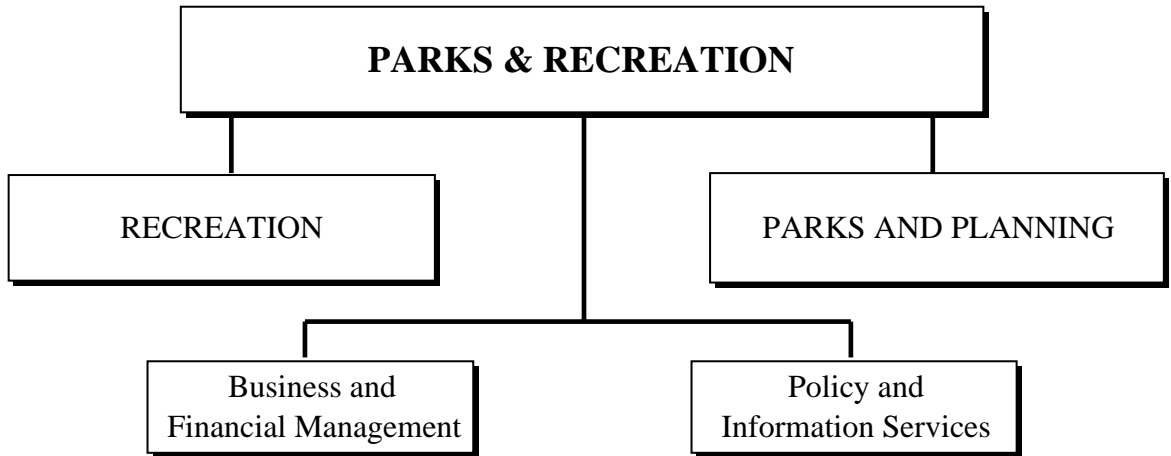 PARKS & RECREATION
RECREATION
PARKS AND PLANNING
Business and
Financial Management
Policy and
Information Services